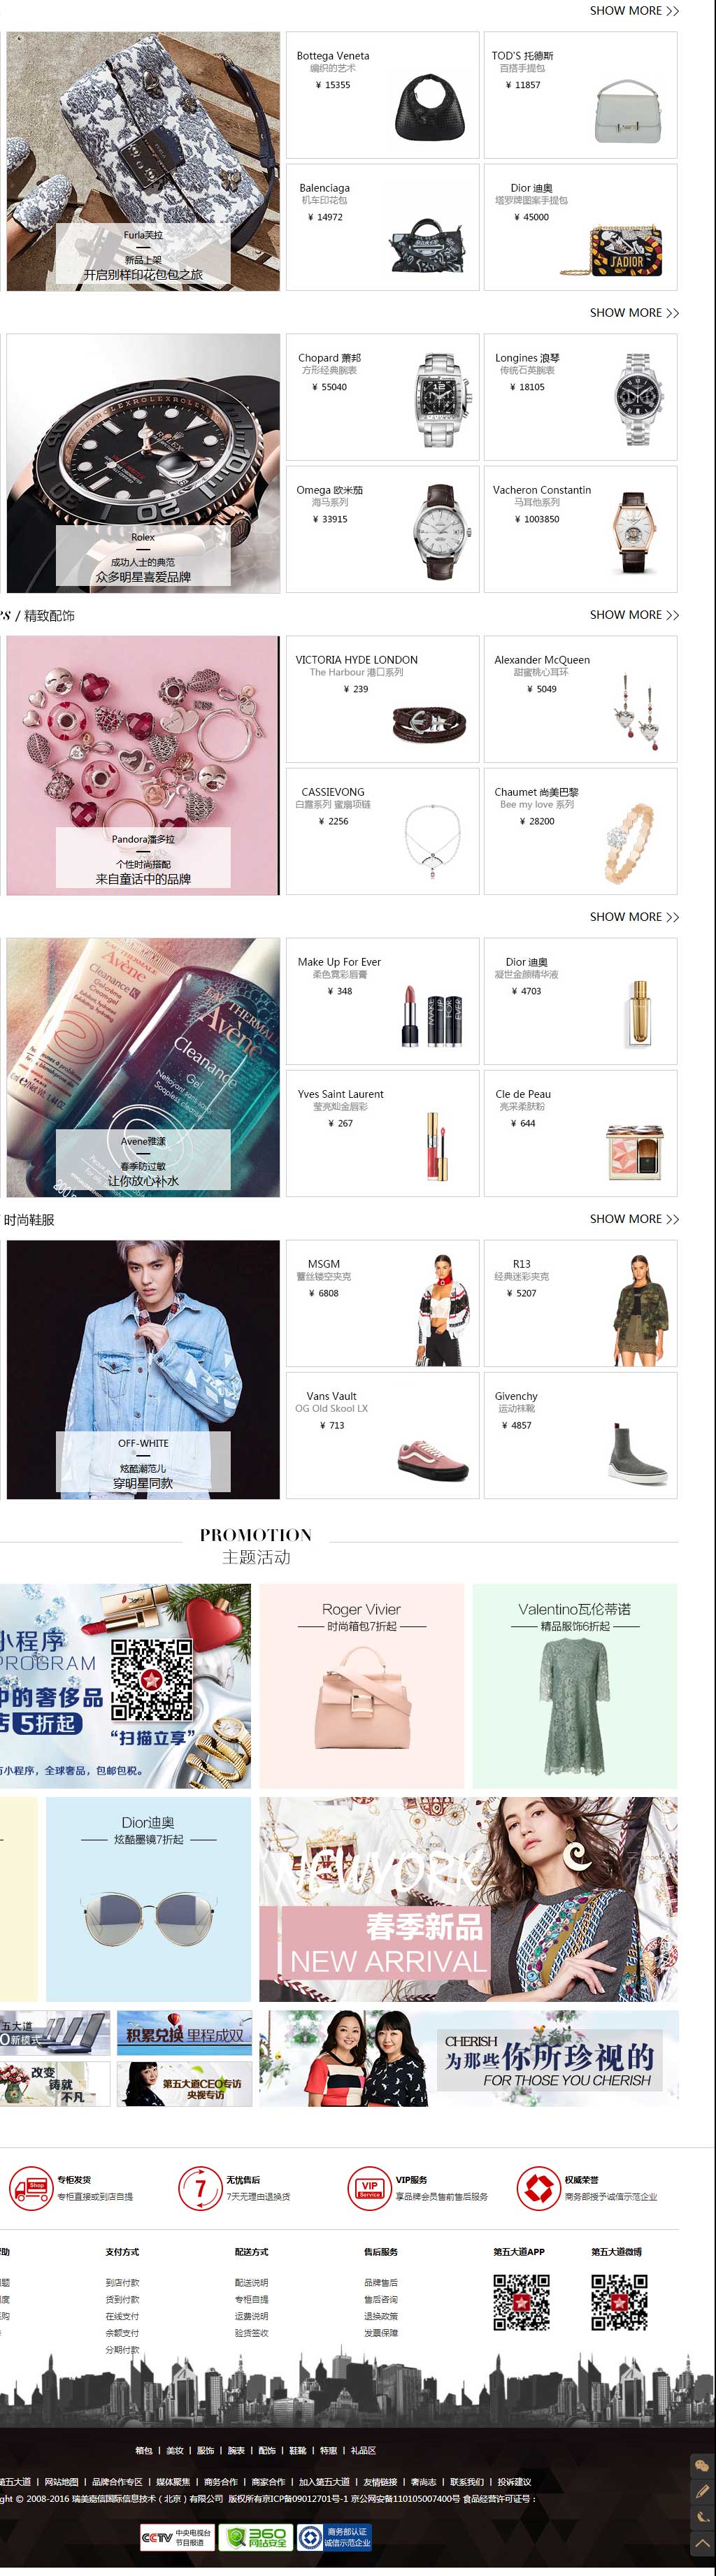 SHOW MORE >>
Furla芙拉
新品上架
开启别样印花包包之旅
Bottega Veneta
编织的艺术
¥ 15355
TOD'S 托德斯
百搭手提包
¥ 11857
Balenciaga
机车印花包
¥ 14972
Dior 迪奥
塔罗牌图案手提包
¥ 45000
J'ADIOR
SHOW MORE >>
ROLEX
Rolex
成功人士的典范
众多明星喜爱品牌
Chopard 萧邦
方形经典腕表
¥ 55040
Longines 浪琴
传统石英腕表
¥ 18105
Omega 欧米茄
海马系列
¥ 33915
Vacheron Constantin
马耳他系列
¥ 1003850
/ 精致配饰
SHOW MORE >>
Pandora潘多拉
个性时尚搭配
来自童话中的品牌
VICTORIA HYDE LONDON
The Harbour 港口系列
¥ 239
Alexander McQueen
甜蜜桃心耳环
¥ 5049
CASSIEVONG
白露系列 蜜扇项链
¥ 2256
Chaumet 尚美巴黎
Bee my love 系列
¥ 28200
SHOW MORE >>
EAU THERMALE
Avène
Cleanance K
EAU THERMALE
Avène
Cleanance
Gel
Nettoyant sans savon
Soapless cleanser
Avene雅漾
春季防过敏
让你放心补水
Make Up For Ever
柔色霓彩唇膏
¥ 348
MAKE UP FOR EVER
Dior 迪奥
凝世金颜精华液
¥ 4703
Yves Saint Laurent
莹亮灿金唇彩
¥ 267
Cle de Peau
亮采柔肤粉
¥ 644
时尚鞋服
SHOW MORE >>
OFF-WHITE
炫酷潮范儿
穿明星同款
MSGM
蕾丝镂空夹克
¥ 6808
R13
经典迷彩夹克
¥ 5207
Vans Vault
OG Old Skool LX
¥ 713
Givenchy
运动袜靴
¥ 4857
PROMOTION
主题活动
小程序
PROGRAM
中的奢侈品
店 5折起
“扫描立享”
小程序，全球奢品，包邮包税。
Roger Vivier
时尚箱包7折起
Valentino瓦伦蒂诺
精品服饰6折起
Dior迪奥
炫酷墨镜7折起
NEWYORK
春季新品
NEW ARRIVAL
五大道
O新模式
积累兑换 里程成双
改变
铸就
不凡
第五大道CEO专访
央视专访
CHERISH
为那些你所珍视的
FOR THOSE YOU CHERISH
Shop
专柜发货
专柜直接或到店自提
7
无忧售后
7天无理由退换货
VIP
Service
VIP服务
享品牌会员售前售后服务
权威荣誉
商务部授予诚信示范企业
助
题
度
购
支付方式
到店付款
货到付款
在线支付
余额支付
分期付款
配送方式
配送说明
专柜自提
运费说明
验货签收
售后服务
品牌售后
售后咨询
退换政策
发票保障
第五大道APP
第五大道微博
箱包 | 美妆 | 服饰 | 腕表 | 配饰 | 鞋靴 | 特惠 | 礼品区
第五大道 | 网站地图 | 品牌合作专区 | 媒体聚焦 | 商务合作 | 商家合作 | 加入第五大道 | 友情链接 | 奢尚志 | 联系我们 | 投诉建议
ght © 2008-2016 瑞美嘉信国际信息技术（北京）有限公司 版权所有京ICP备09012701号-1 京公网安备110105007400号 食品经营许可证号：
CCTV 中央电视台
节目报道
360
网站安全
商务部认证
诚信示范企业